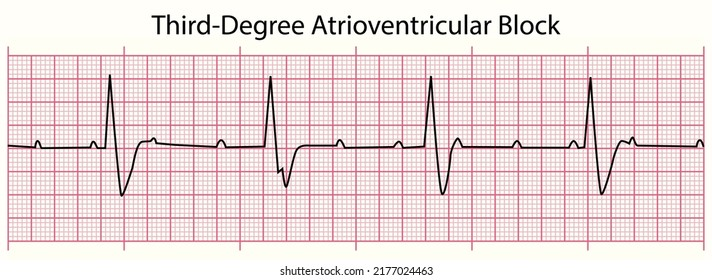 Third-Degree Atrioventricular Block
shutterstock.com · 2177024463